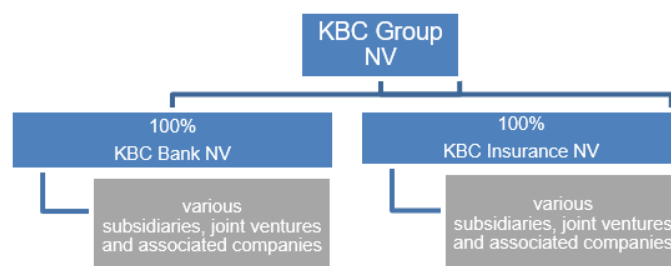 KBC Group
NV
100%
KBC Bank NV
100%
KBC Insurance NV
various
subsidiaries, joint ventures
and associated companies
various
subsidiaries, joint ventures
and associated companies